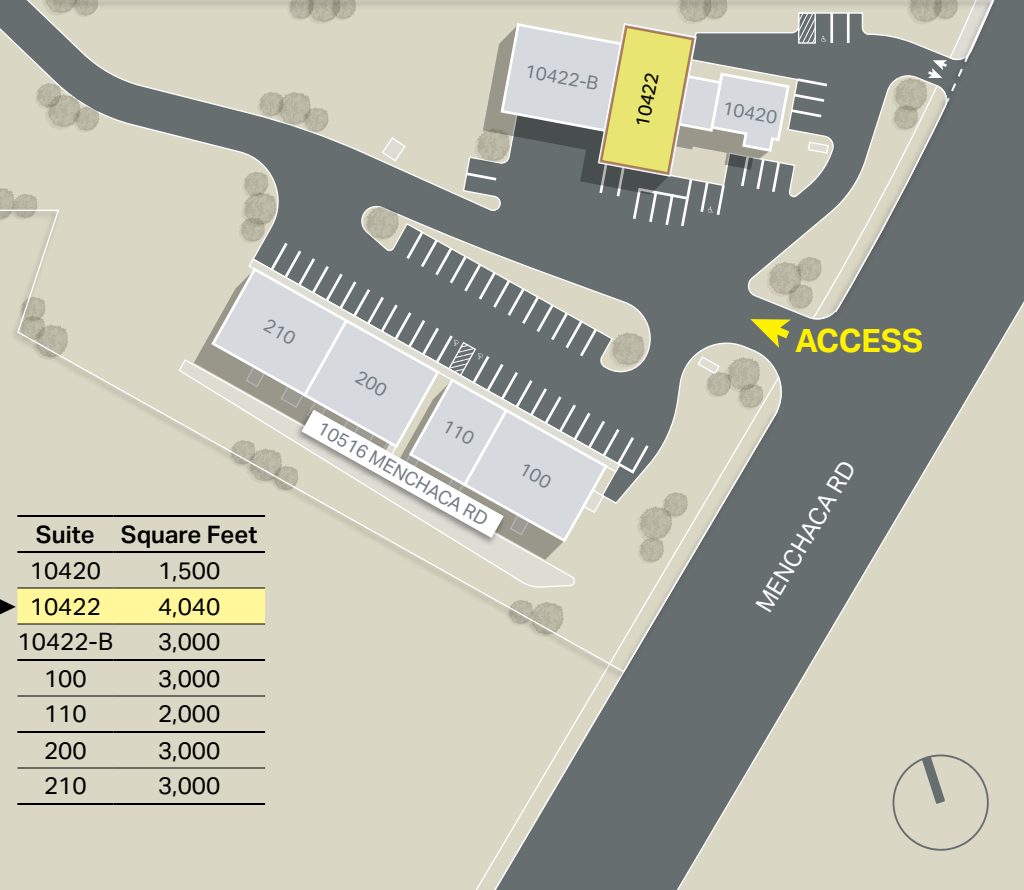 10422-B
10422
10420
ACCESS
210
200
110
100
10516 MENCHACA RD
MENCHACA RD
Suite Square Feet
10420 1,500
10422 4,040
10422-B 3,000
100 3,000
110 2,000
200 3,000
210 3,000